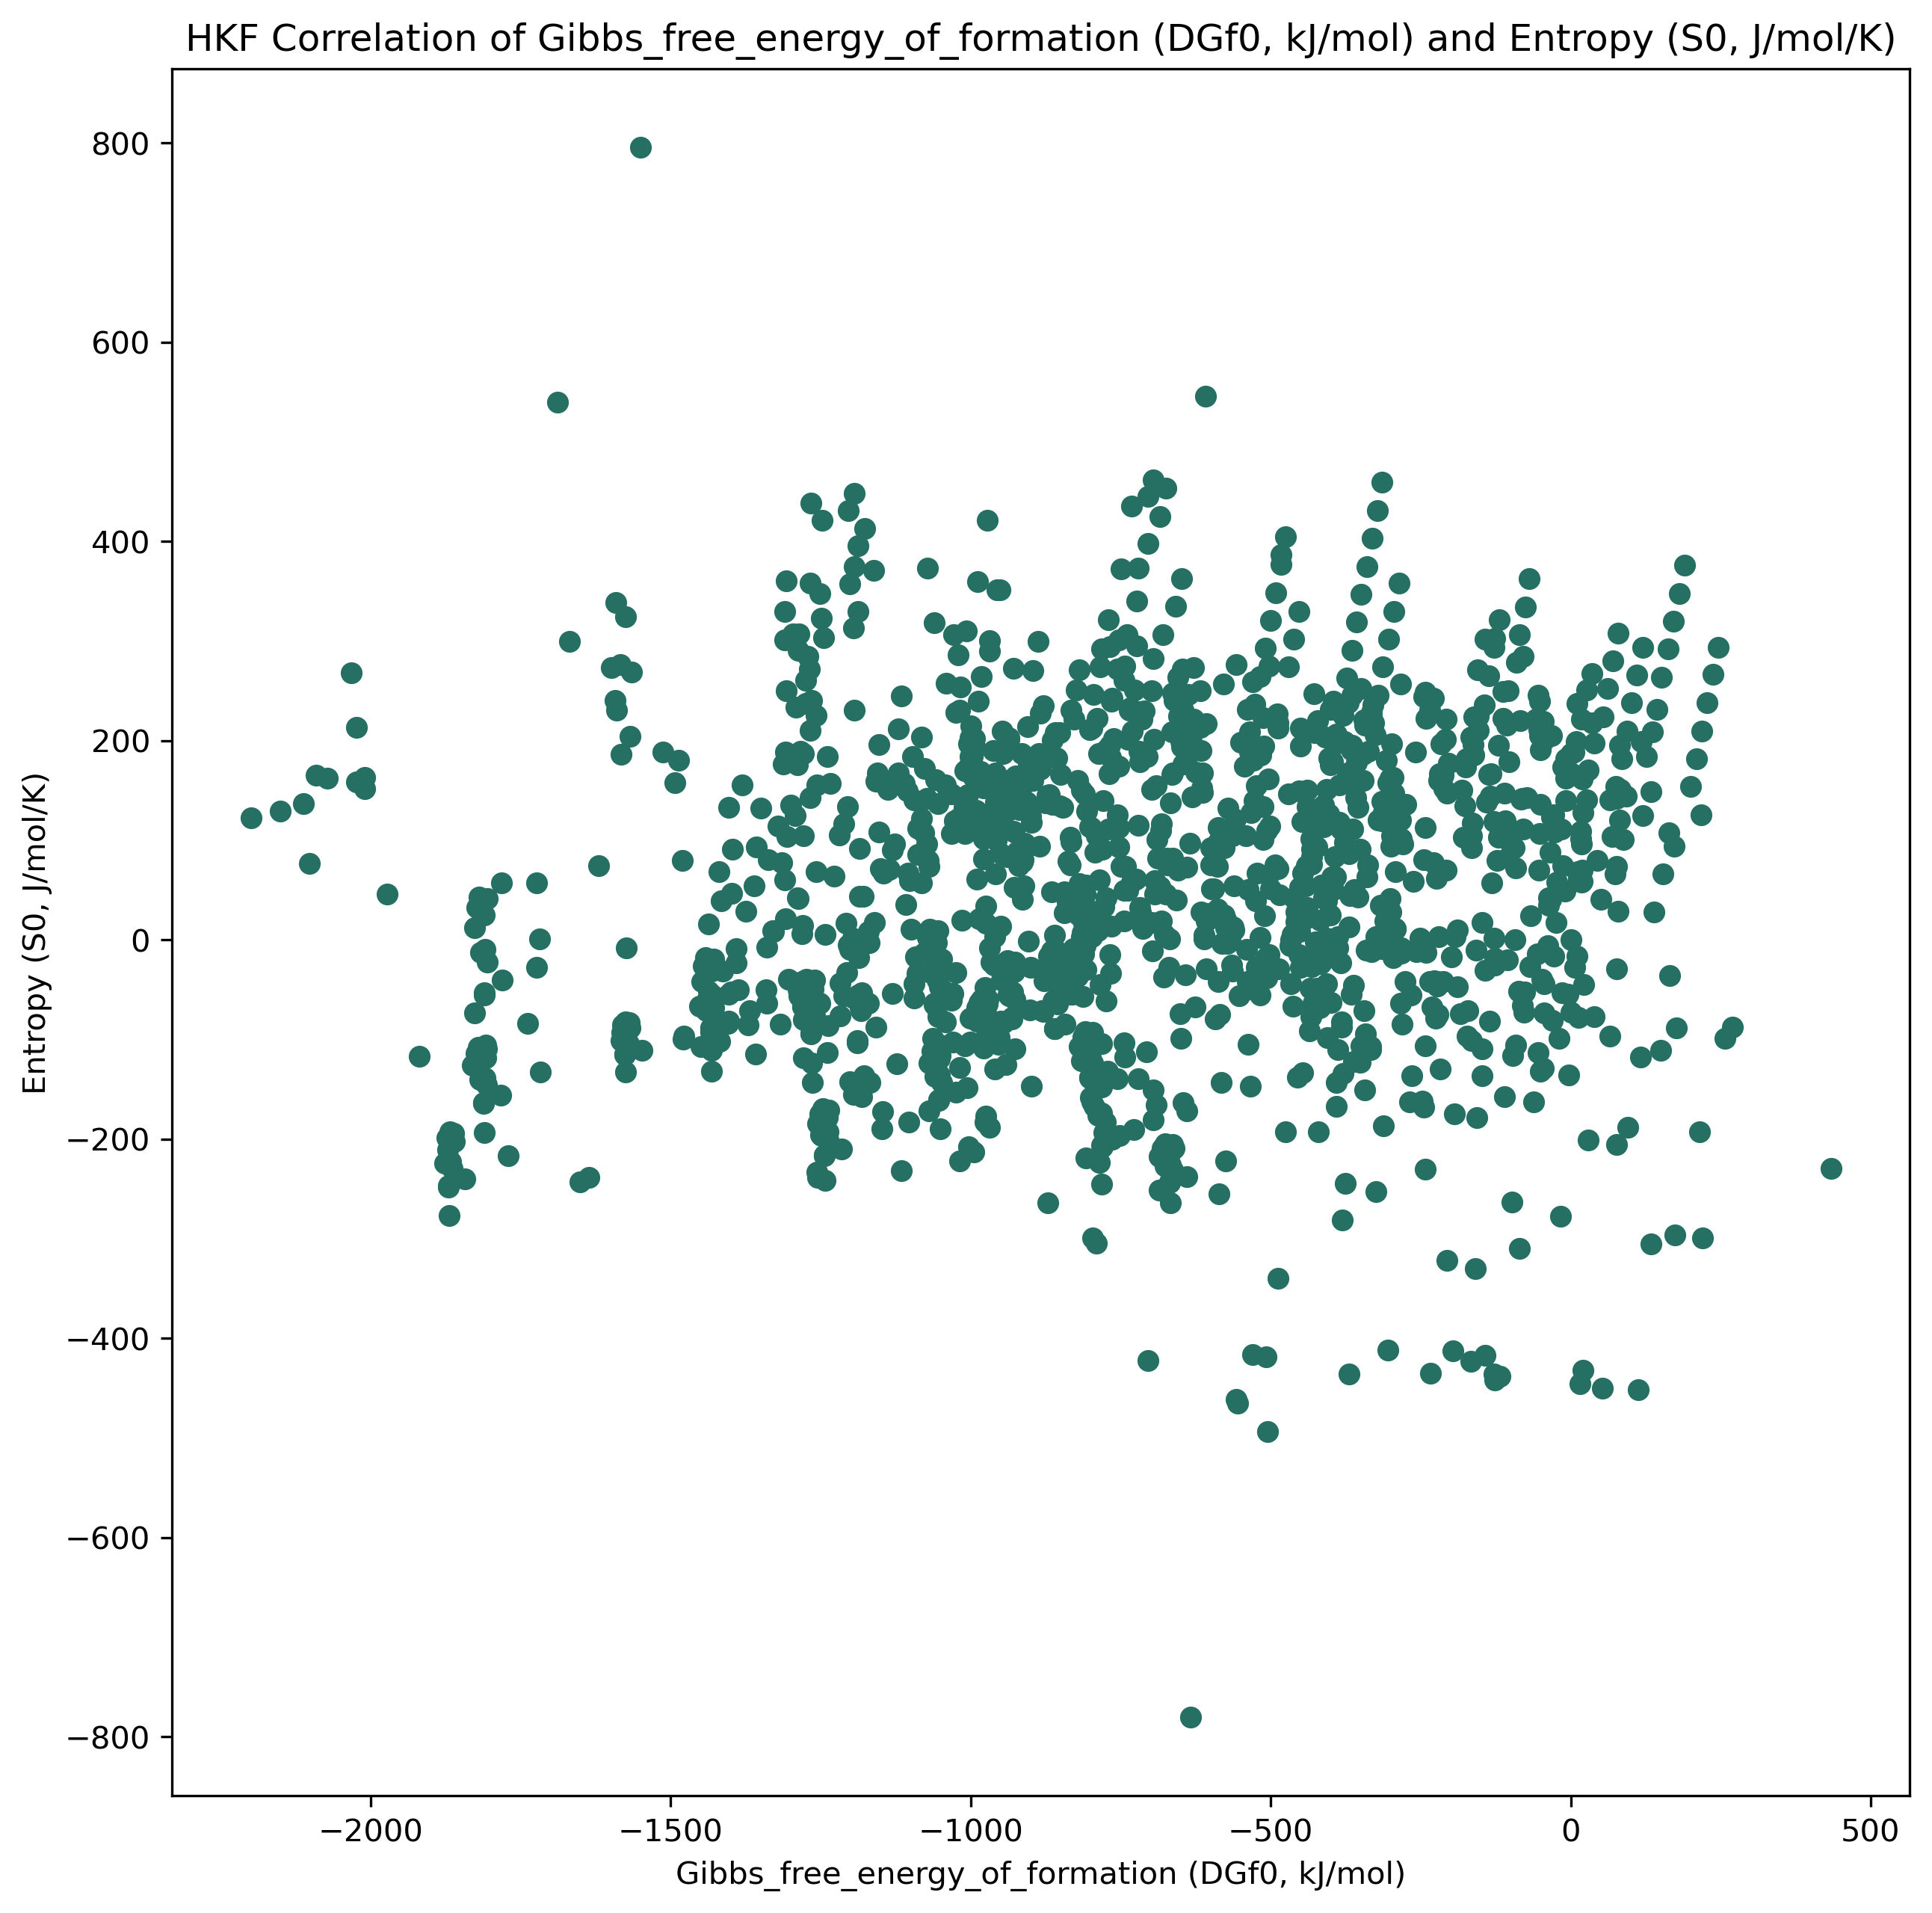 HKF Correlation of Gibbs_free_energy_of_formation (DGf0, kJ/mol) and Entropy (S0, J/mol/K)
Entropy (S0, J/mol/K)
800
600
400
200
0
−200
−400
−600
−800
−2000 −1500 −1000 −500 0 500
Gibbs_free_energy_of_formation (DGf0, kJ/mol)